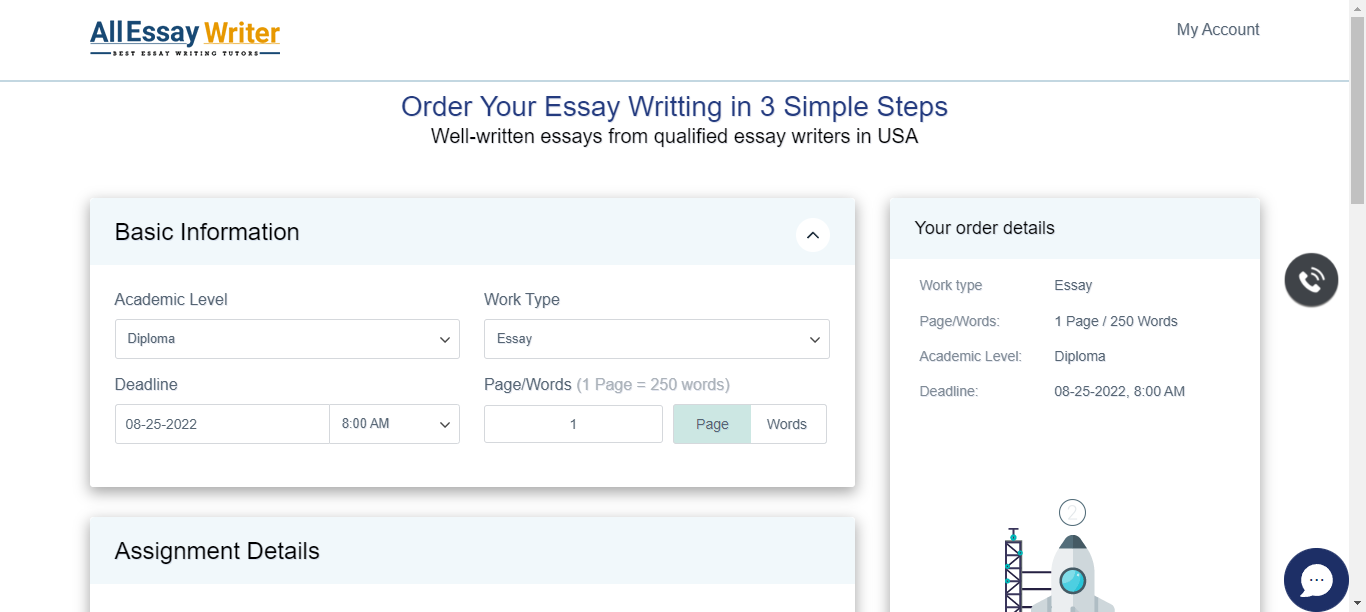 AllEssay Writer
BEST ESSAY WRITING TUTORS
My Account
Order Your Essay Writting in 3 Simple Steps
Well-written essays from qualified essay writers in USA
Basic Information
Academic Level
Work Type
Diploma
Essay
Deadline
Page/Words (1 Page = 250 words)
08-25-2022
8:00 AM
1
Page
Words
Assignment Details
Your order details
Work type
Essay
Page/Words:
1 Page / 250 Words
Academic Level:
Diploma
Deadline:
08-25-2022, 8:00 AM
2